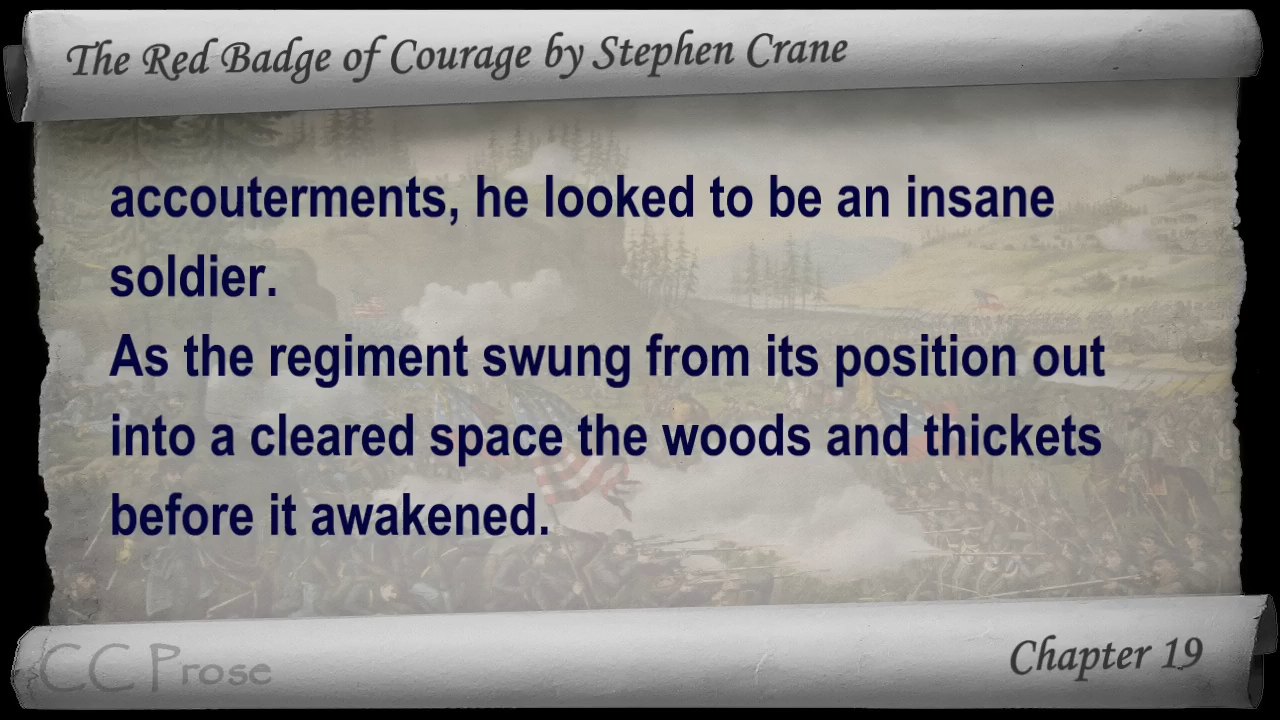 The Red Badge of Courage by Stephen Crane
accouterments, he looked to be an insane
soldier.
As the regiment swung from its position out
into a cleared space the woods and thickets
before it awakened.
CC Prose
Chapter 19